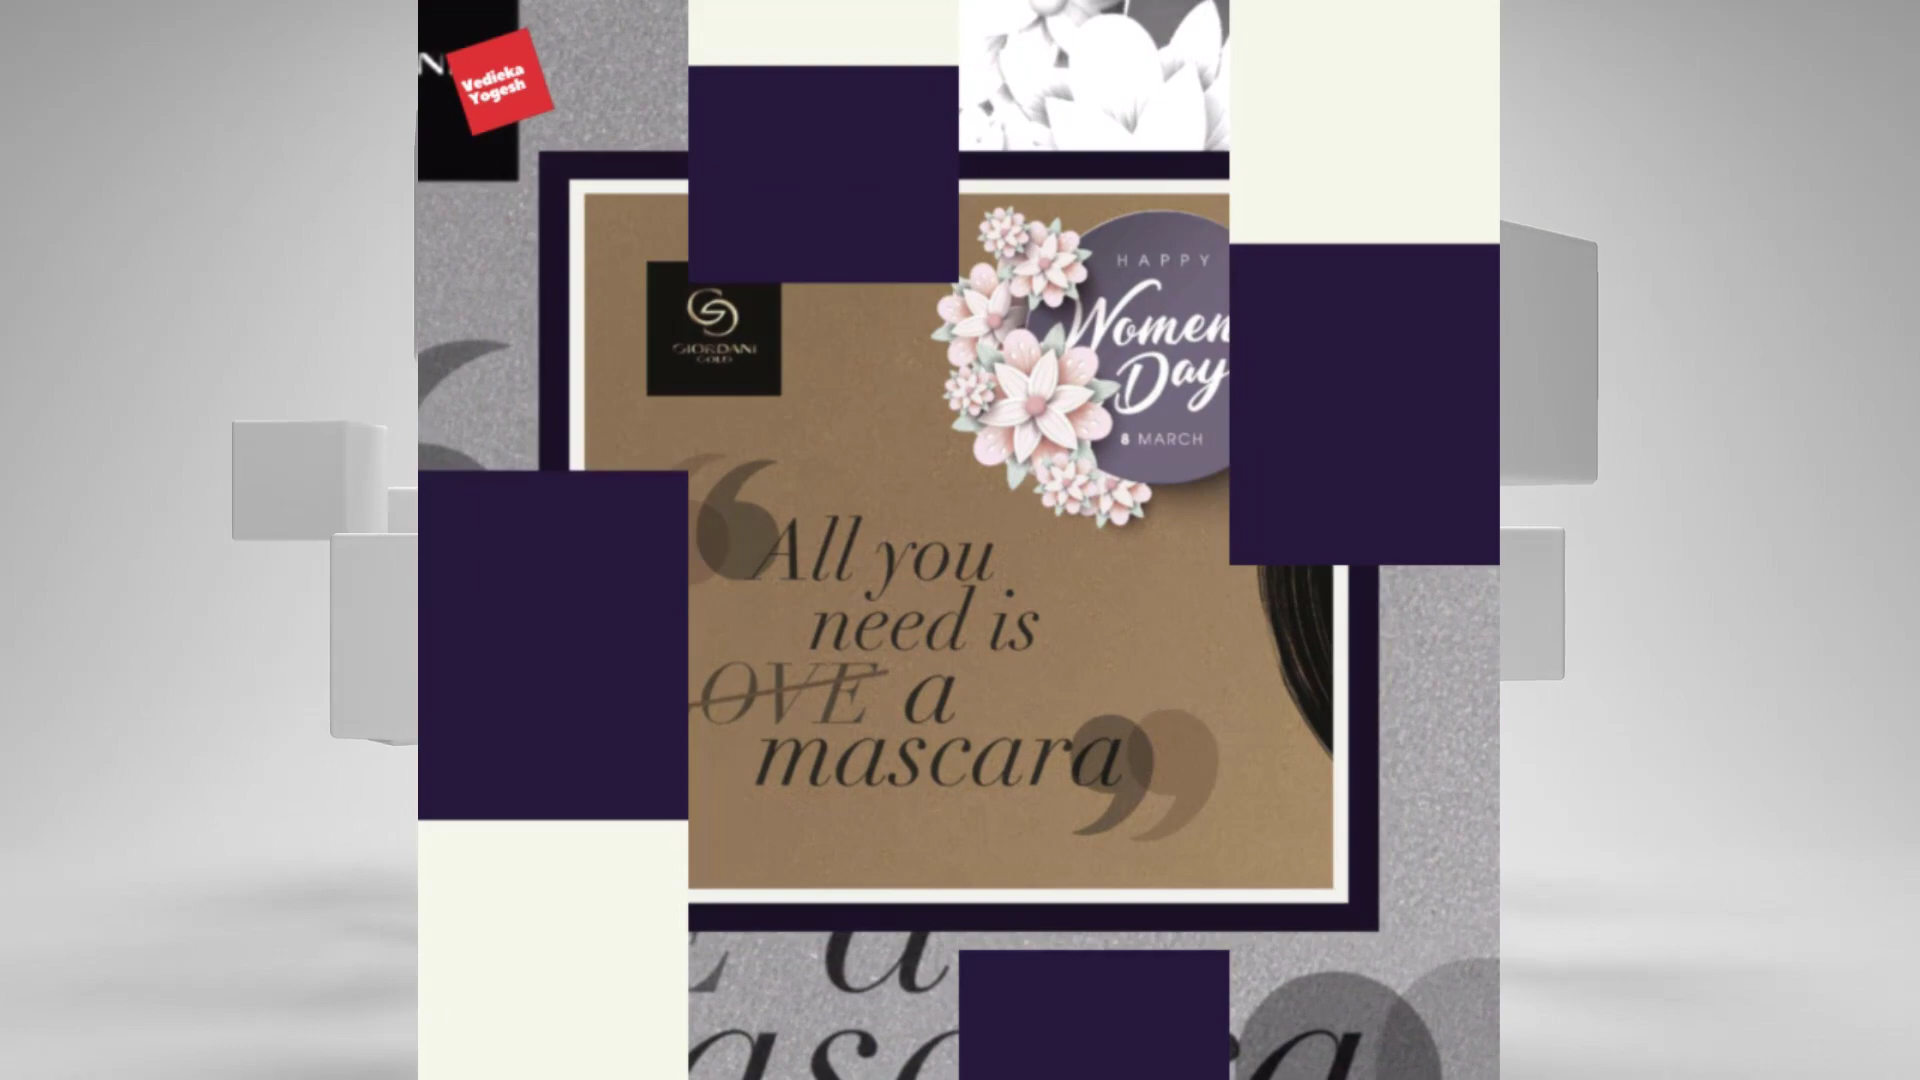 Vedieka
Yogesh
GIORDANI
GOLD
HAPPY
Women
Day
8 MARCH
“All you
need is
OVE a
mascara”
a